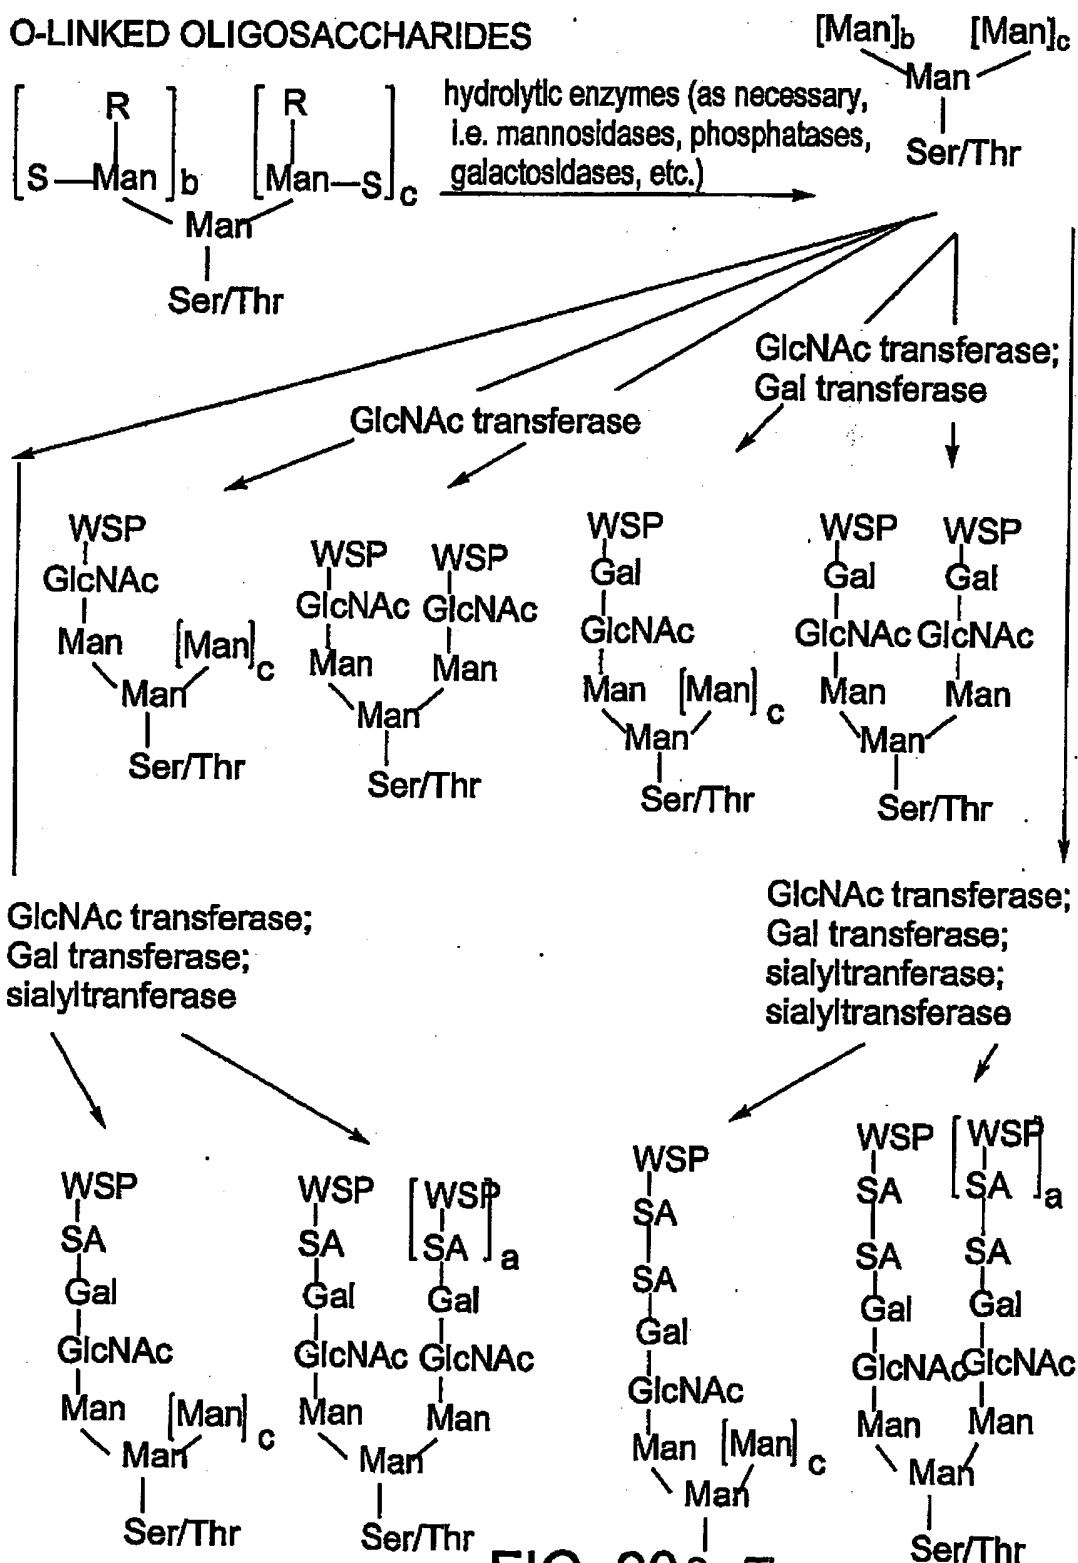 O-LINKED OLIGOSACCHARIDES
[Man]b [Man]c
Man
Ser/Thr
[S—Man R]b [R Man—S]c
Man
Ser/Thr
hydrolytic enzymes (as necessary,
i.e. mannosidases, phosphatases,
galactosidases, etc.)
GlcNAc transferase
GlcNAc transferase;
Gal transferase
WSP
GlcNAc
Man [Man]c
Man
Ser/Thr
WSP WSP
GlcNAc GlcNAc
Man Man
Man
Ser/Thr
WSP
Gal
GlcNAc
Man [Man]c
Man
Ser/Thr
WSP WSP
Gal Gal
GlcNAc GlcNAc
Man Man
Man
Ser/Thr
GlcNAc transferase;
Gal transferase;
sialyltranferase
GlcNAc transferase;
Gal transferase;
sialyltranferase;
sialyltransferase
WSP
SA
Gal
GlcNAc
Man [Man]c
Man
Ser/Thr
WSP [WSP
SA SA]a
Gal Gal
GlcNAc GlcNAc
Man Man
Man
Ser/Thr
WSP
SA
SA
Gal
GlcNAc
Man [Man]c
Man
WSP [WSP
SA SA]a
SA SA
Gal Gal
GlcNAc GlcNAc
Man Man
Man
Ser/Thr